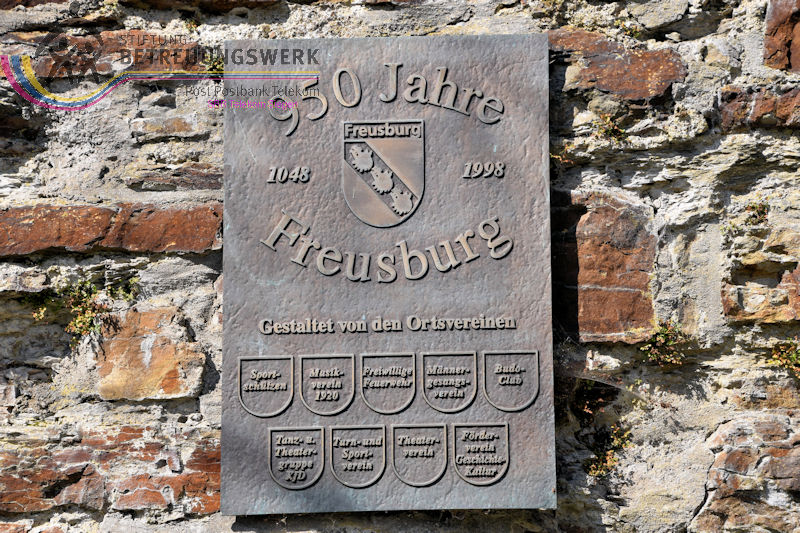 STIFTUNG
BETREUUNGSWERK
Post Postbank Telekom
950 Jahre
Freusburg
1048 1998
Freusburg
Gestaltet von den Ortsvereinen
Sport-
schützen
Musik-
verein
1920
Freiwillige
Feuerwehr
Männer-
gesangs-
verein
Budo-
Club
Tanz- u.
Theater-
gruppe
KfD
Turn- und
Sport-
verein
Theater-
verein
Förder-
verein
Geschichte-
Kultur